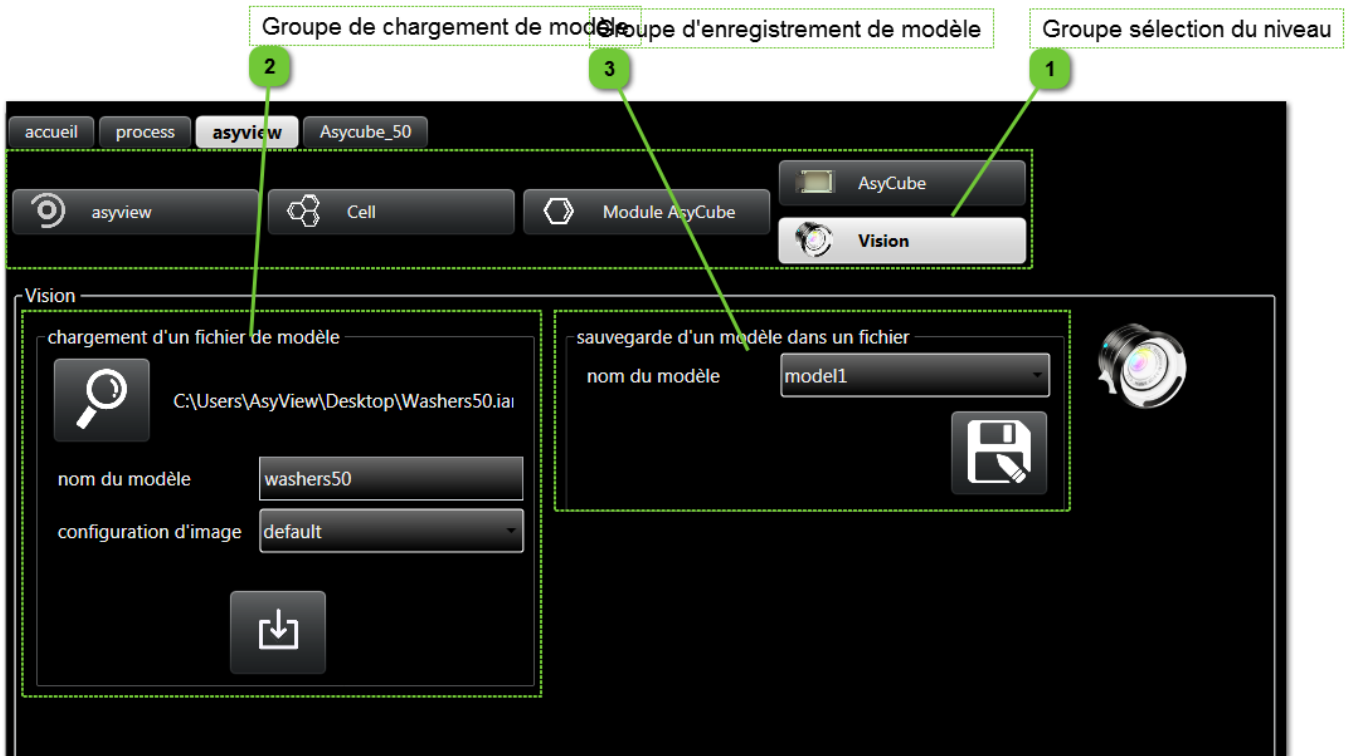 Groupe de chargement de modèle
Groupe d'enregistrement de modèle
Groupe sélection du niveau
2
3
1
accueil
process
asyview
Asycube_50
asyview
Cell
Module AsyCube
AsyCube
Vision
Vision
chargement d'un fichier de modèle
C:\Users\AsyView\Desktop\Washers50.ia
nom du modèle
washers50
configuration d'image
default
sauvegarde d'un modèle dans un fichier
nom du modèle
model1